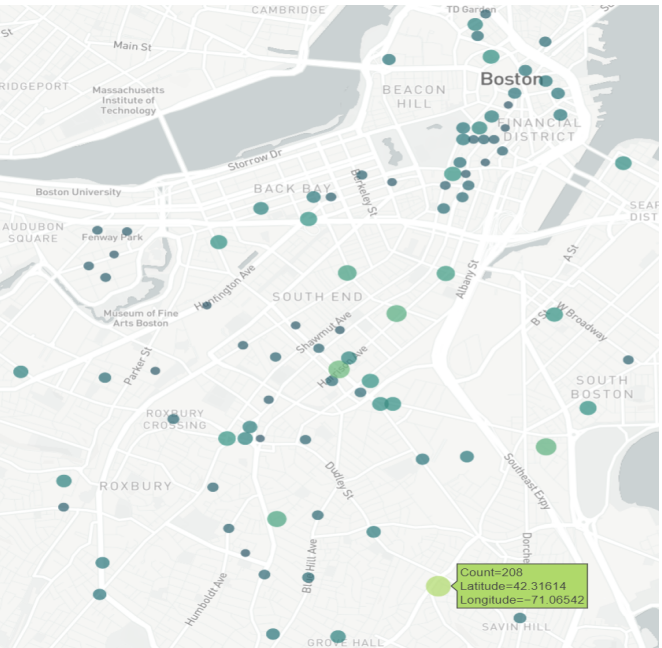 CAMBRIDGE
TD Garden
St
Main St
Boston
RIDGEPORT
Massachusetts
Institute of
Technology
BEACON
HILL
FINANCIAL
DISTRICT
Storrow Dr
Boston University
BACK BAY
Berkeley St
SEAP
DIST
AUDUBON
SQUARE
Fenway Park
A St
Albany St
Huntington Ave
SOUTH END
Museum of Fine
Arts Boston
W Broadway
Shawmut Ave
Parker St
SOUTH
BOSTON
ROXBURY
CROSSING
Dudley St
Southeast Expy
ROXBURY
Dorche
Blue Hill Ave
Humboldt Ave
Count=208
Latitude=42.31614
Longitude=−71.06542
SAVIN HILL
GROVE HALL